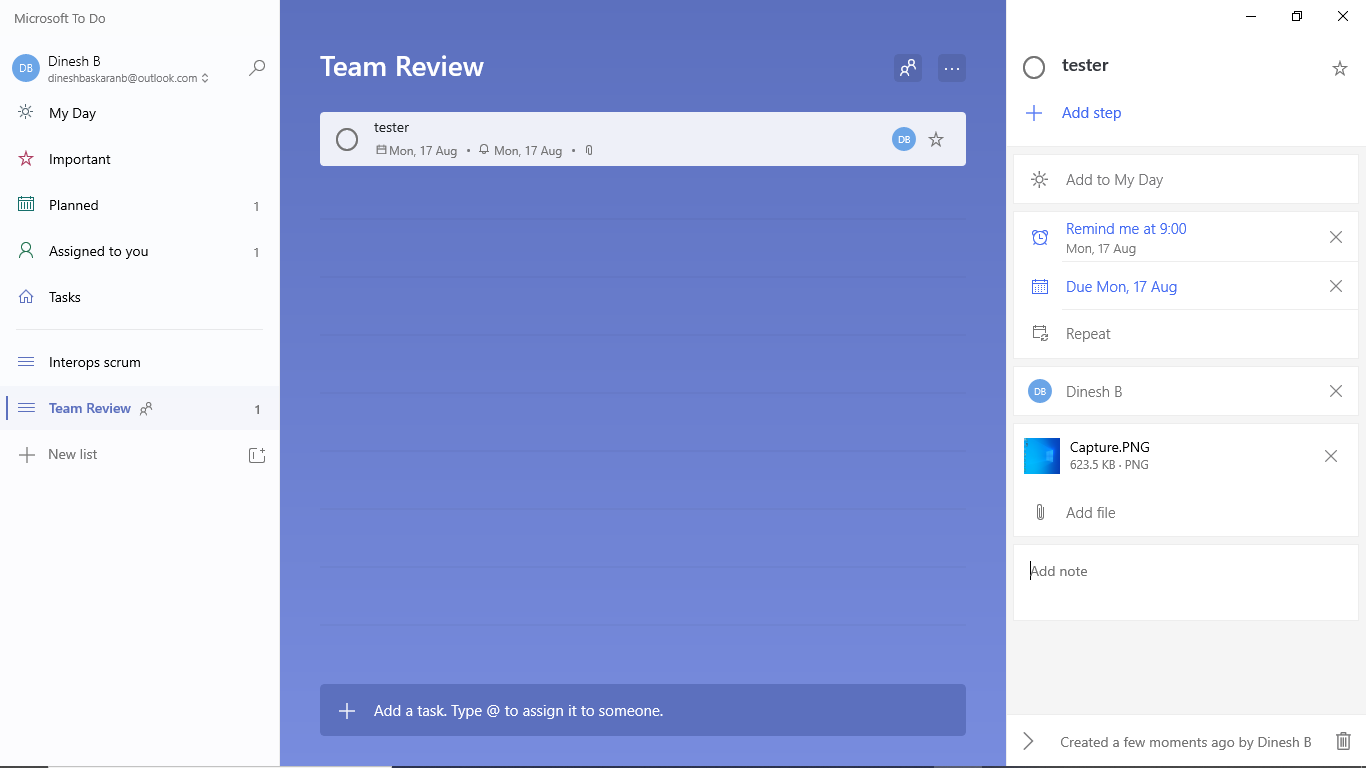 Microsoft To Do
DB
Dinesh B
dineshbaskaranb@outlook.com
My Day
Important
Planned
1
Assigned to you
1
Tasks
Interops scrum
Team Review
1
New list
Team Review
tester
Mon, 17 Aug • Mon, 17 Aug •
DB
Add a task. Type @ to assign it to someone.
tester
Add step
Add to My Day
Remind me at 9:00
Mon, 17 Aug
Due Mon, 17 Aug
Repeat
DB
Dinesh B
Capture.PNG
623.5 KB · PNG
Add file
Add note
Created a few moments ago by Dinesh B